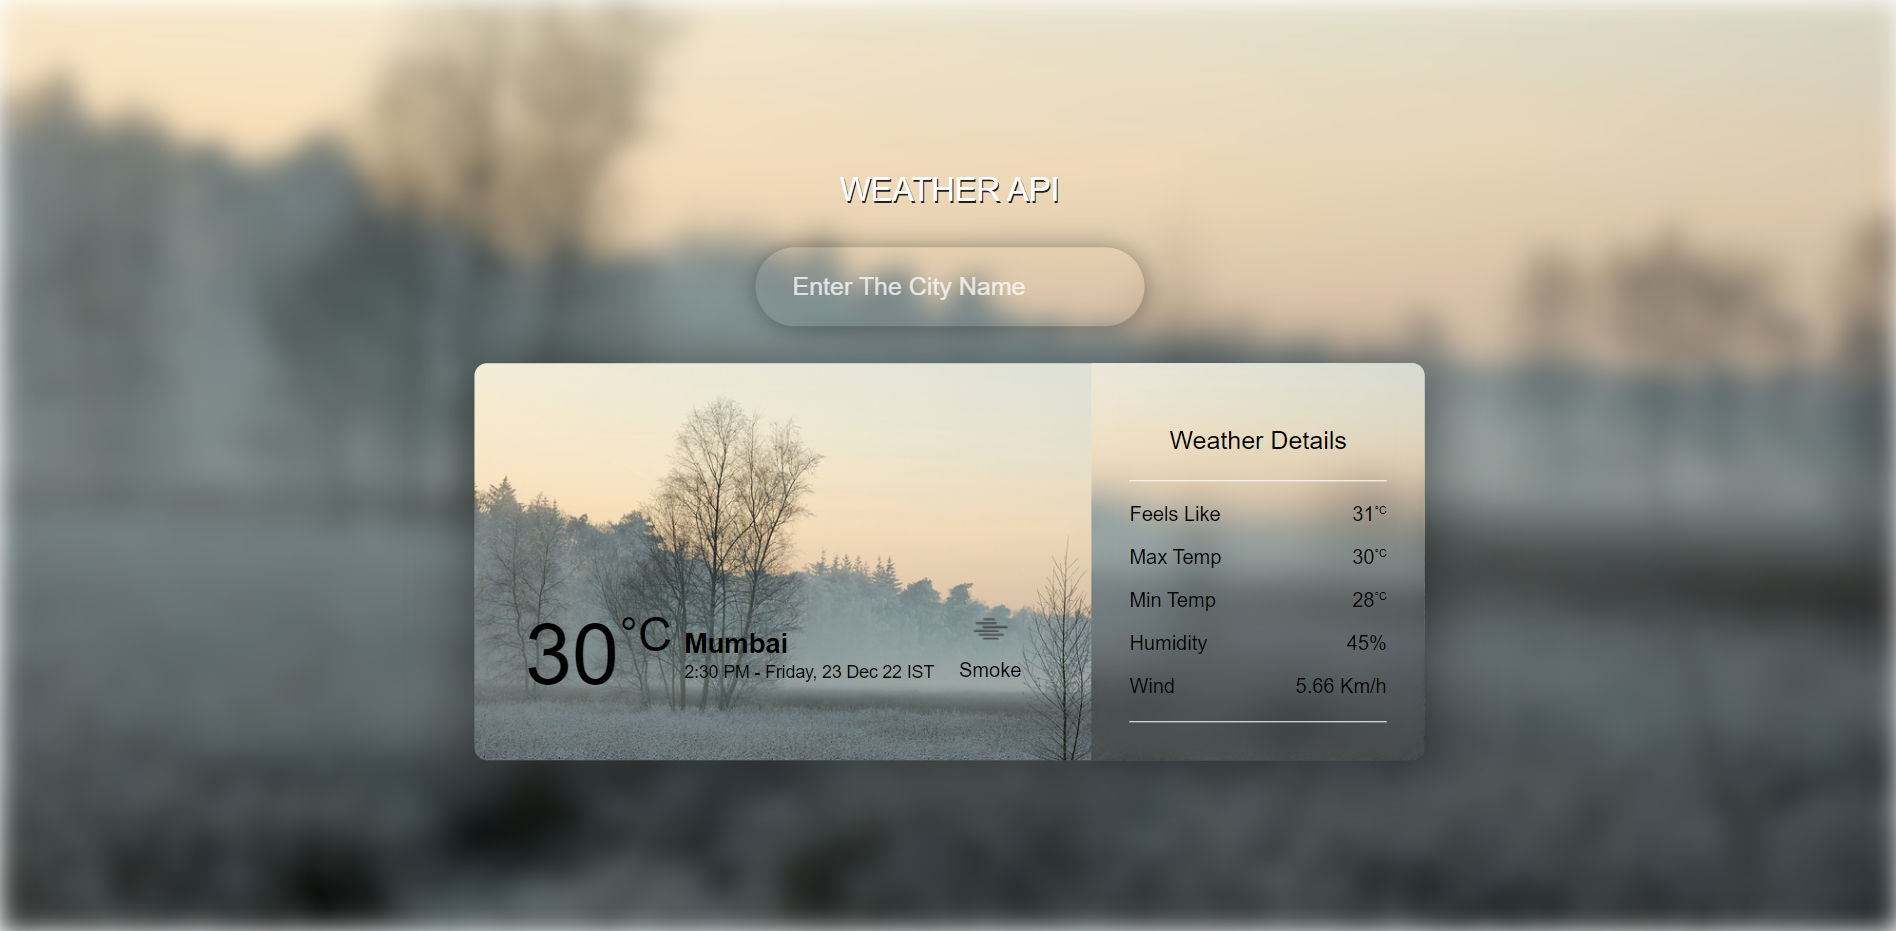 WEATHER API
Enter The City Name
30°C
Mumbai
2:30 PM - Friday, 23 Dec 22 IST
Smoke
Weather Details
Feels Like 31°C
Max Temp 30°C
Min Temp 28°C
Humidity 45%
Wind 5.66 Km/h